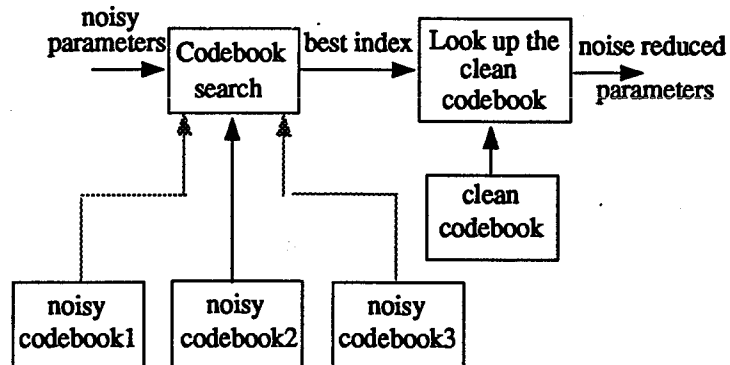 noisy
parameters
Codebook
search
best index
Look up the
clean
codebook
noise reduced
parameters
clean
codebook
noisy
codebook1
noisy
codebook2
noisy
codebook3